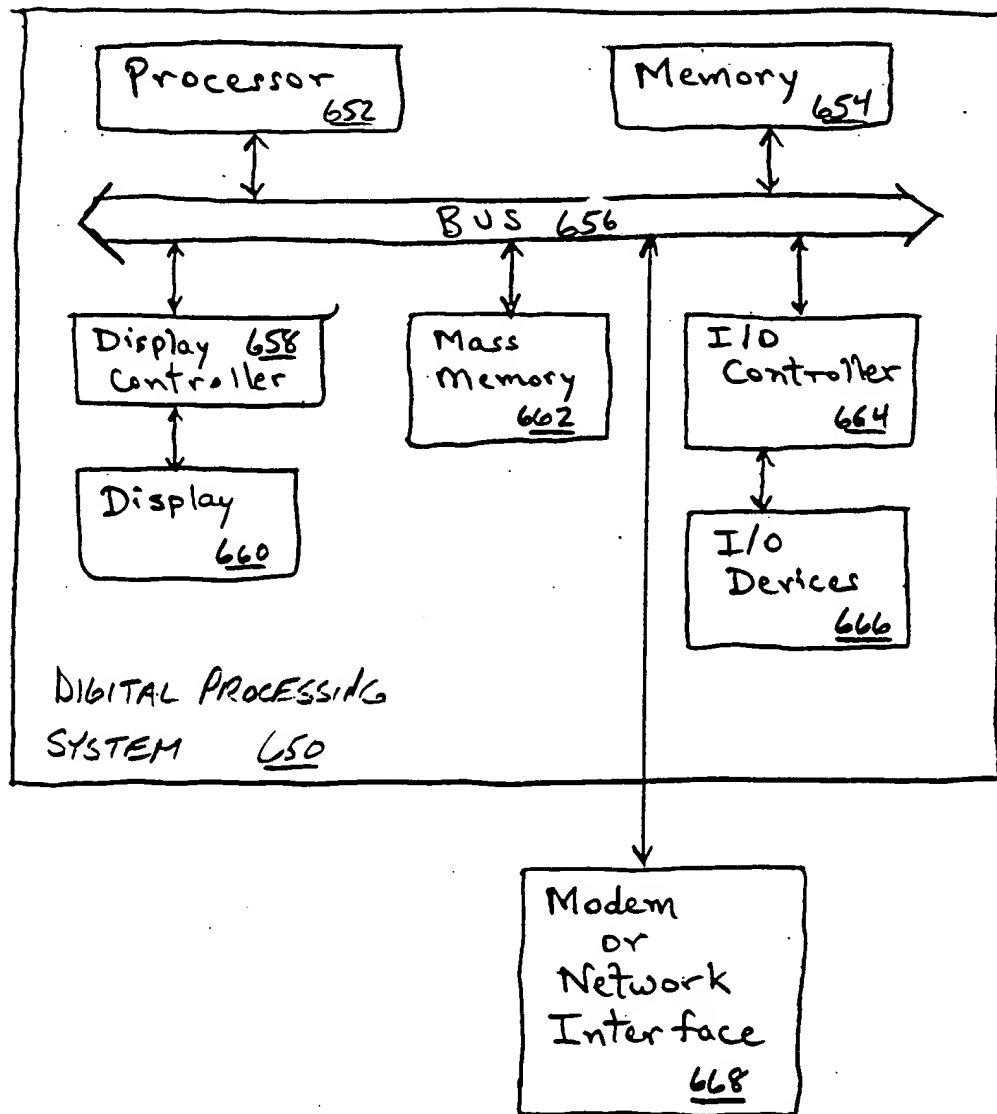 Processor
652
Memory
654
BUS 656
Display 658
Controller
Mass
Memory
662
I/O
Controller
664
Display
660
I/O
Devices
666
DIGITAL PROCESSING
SYSTEM 650
Modem
or
Network
Interface
668